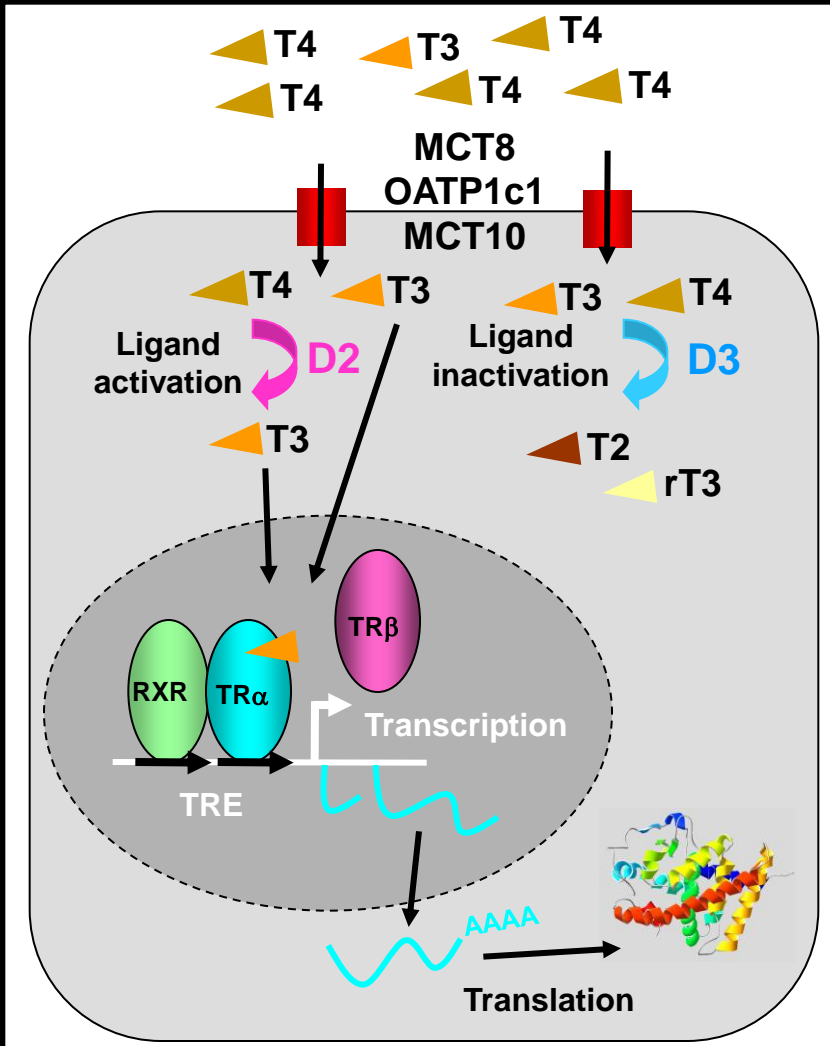 T4
T3
T4
T4
T4
T4
MCT8
OATP1c1
MCT10
T4
T3
T3
T4
Ligand
activation
D2
Ligand
inactivation
D3
T3
T2
rT3
TRβ
RXR
TRα
Transcription
TRE
AAAA
Translation